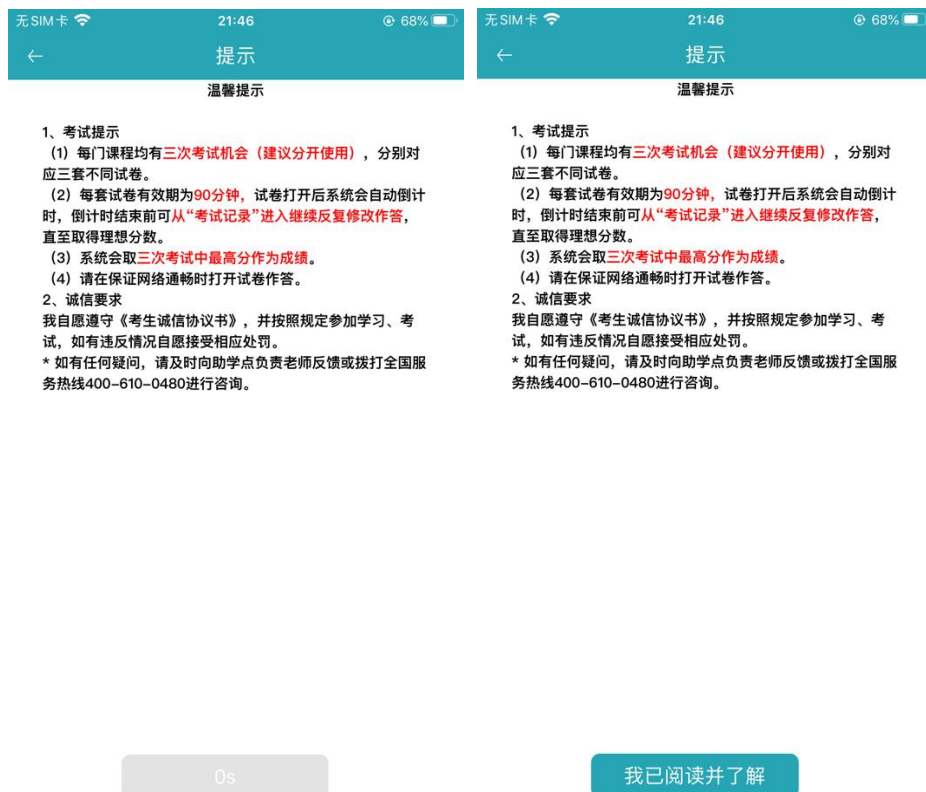 无SIM卡 21:46 68%
提示
温馨提示
1、考试提示
（1）每门课程均有三次考试机会（建议分开使用），分别对
应三套不同试卷。
（2）每套试卷有效期为90分钟，试卷打开后系统会自动倒计
时，倒计时结束前可从“考试记录”进入继续反复修改作答，
直至取得理想分数。
（3）系统会取三次考试中最高分作为成绩。
（4）请在保证网络通畅时打开试卷作答。
2、诚信要求
我自愿遵守《考生诚信协议书》，并按照规定参加学习、考
试，如有违反情况自愿接受相应处罚。
* 如有任何疑问，请及时向助学点负责老师反馈或拨打全国服
务热线400-610-0480进行咨询。
0s
无SIM卡 21:46 68%
提示
温馨提示
1、考试提示
（1）每门课程均有三次考试机会（建议分开使用），分别对
应三套不同试卷。
（2）每套试卷有效期为90分钟，试卷打开后系统会自动倒计
时，倒计时结束前可从“考试记录”进入继续反复修改作答，
直至取得理想分数。
（3）系统会取三次考试中最高分作为成绩。
（4）请在保证网络通畅时打开试卷作答。
2、诚信要求
我自愿遵守《考生诚信协议书》，并按照规定参加学习、考
试，如有违反情况自愿接受相应处罚。
* 如有任何疑问，请及时向助学点负责老师反馈或拨打全国服
务热线400-610-0480进行咨询。
我已阅读并了解